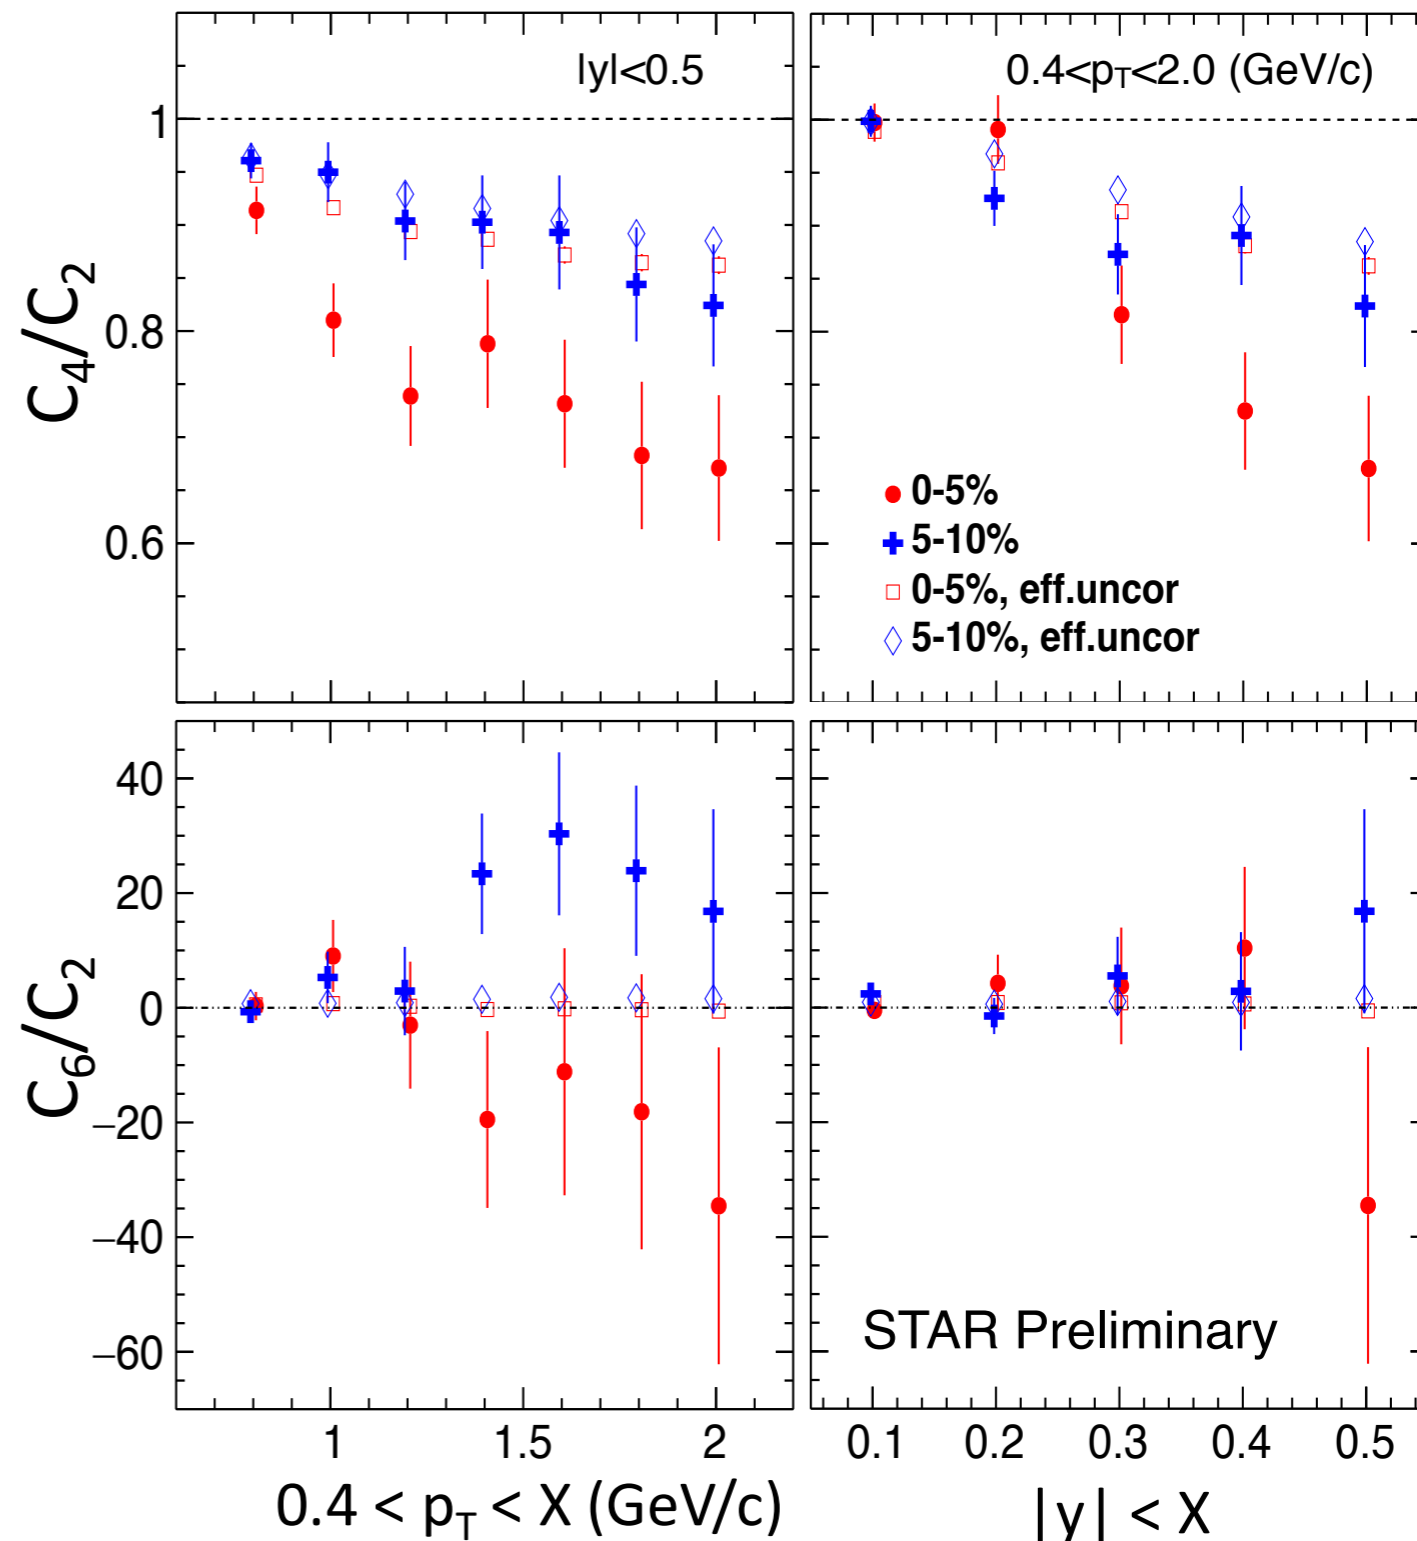 |y|<0.5
0.4<pT<2.0 (GeV/c)
C4/C2
1
0.8
0.6
0-5%
5-10%
0-5%, eff.uncor
5-10%, eff.uncor
C6/C2
40
20
0
−20
−40
−60
STAR Preliminary
1 1.5 2
0.1 0.2 0.3 0.4 0.5
0.4 < pT < X (GeV/c)
|y| < X